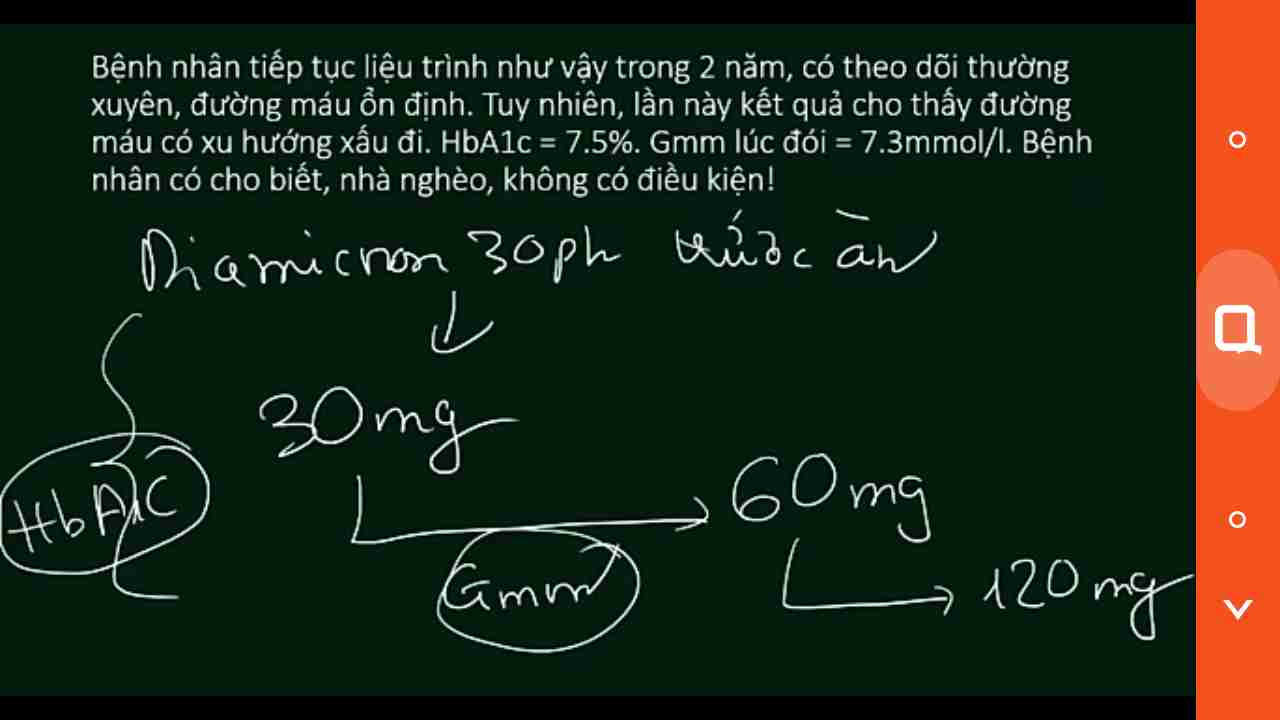 Bệnh nhân tiếp tục liệu trình như vậy trong 2 năm, có theo dõi thường
xuyên, đường máu ổn định. Tuy nhiên, lần này kết quả cho thấy đường
máu có xu hướng xấu đi. HbA1c = 7.5%. Gmm lúc đói = 7.3mmol/l. Bệnh
nhân có cho biết, nhà nghèo, không có điều kiện!
Diamicron 30ph trước ăn
30mg
HbA1C
60mg
Gmm
120mg